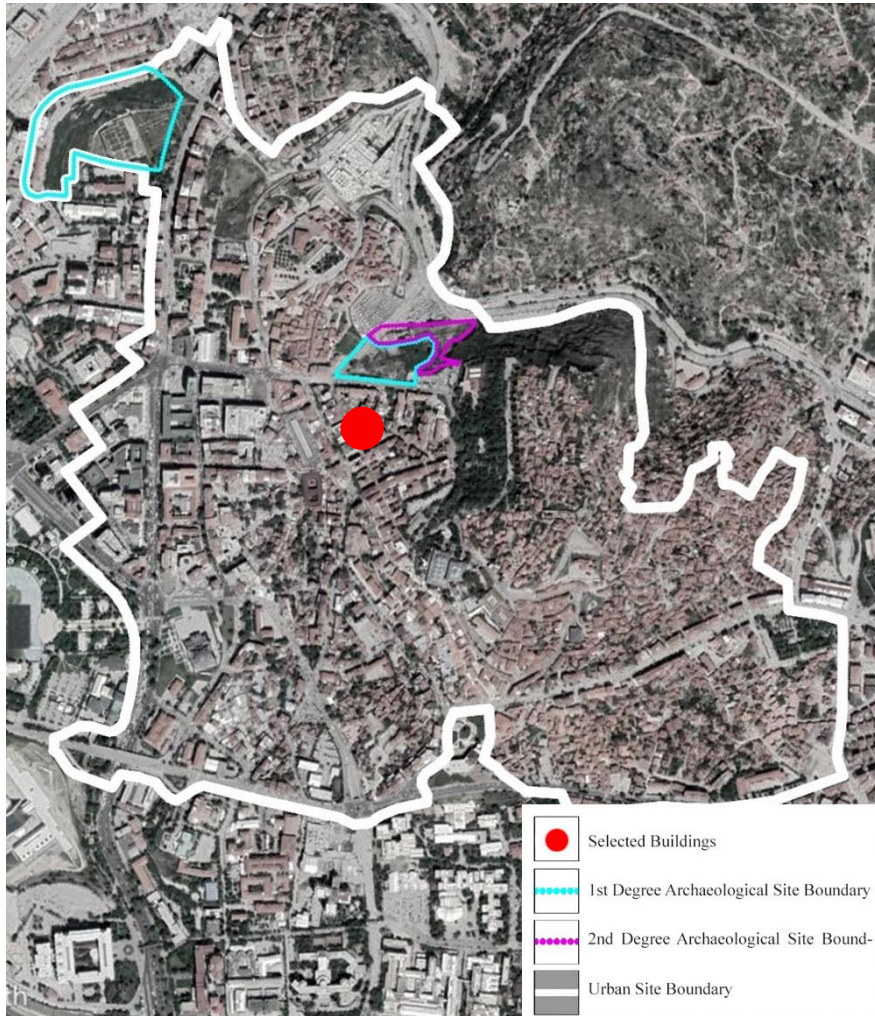 Selected Buildings
1st Degree Archaeological Site Boundary
2nd Degree Archaeological Site Bound-
Urban Site Boundary